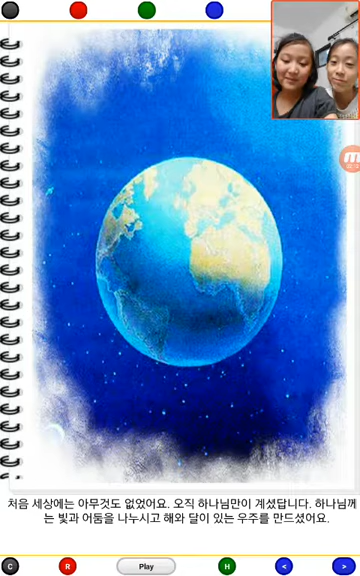 처음 세상에는 아무것도 없었어요. 오직 하나님만이 계셨답니다. 하나님께
는 빛과 어둠을 나누시고 해와 달이 있는 우주를 만드셨어요.
C R Play H < >